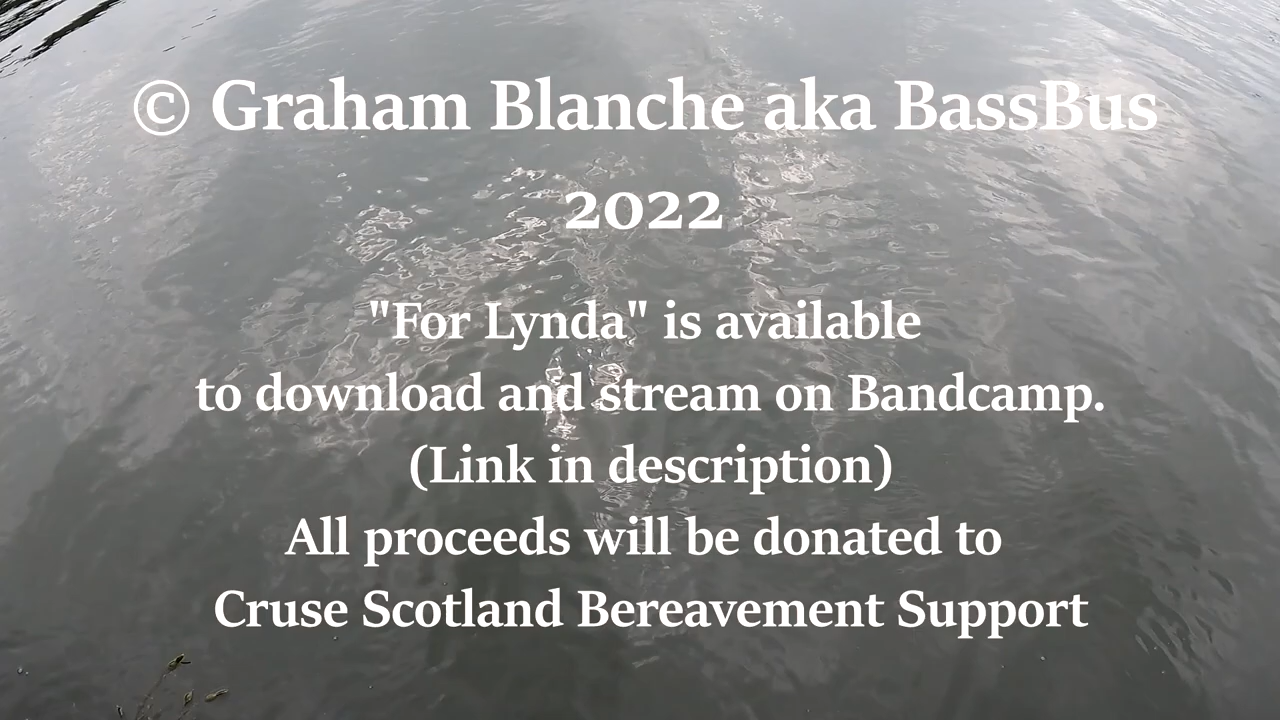 © Graham Blanche aka BassBus
2022
"For Lynda" is available
to download and stream on Bandcamp.
(Link in description)
All proceeds will be donated to
Cruse Scotland Bereavement Support